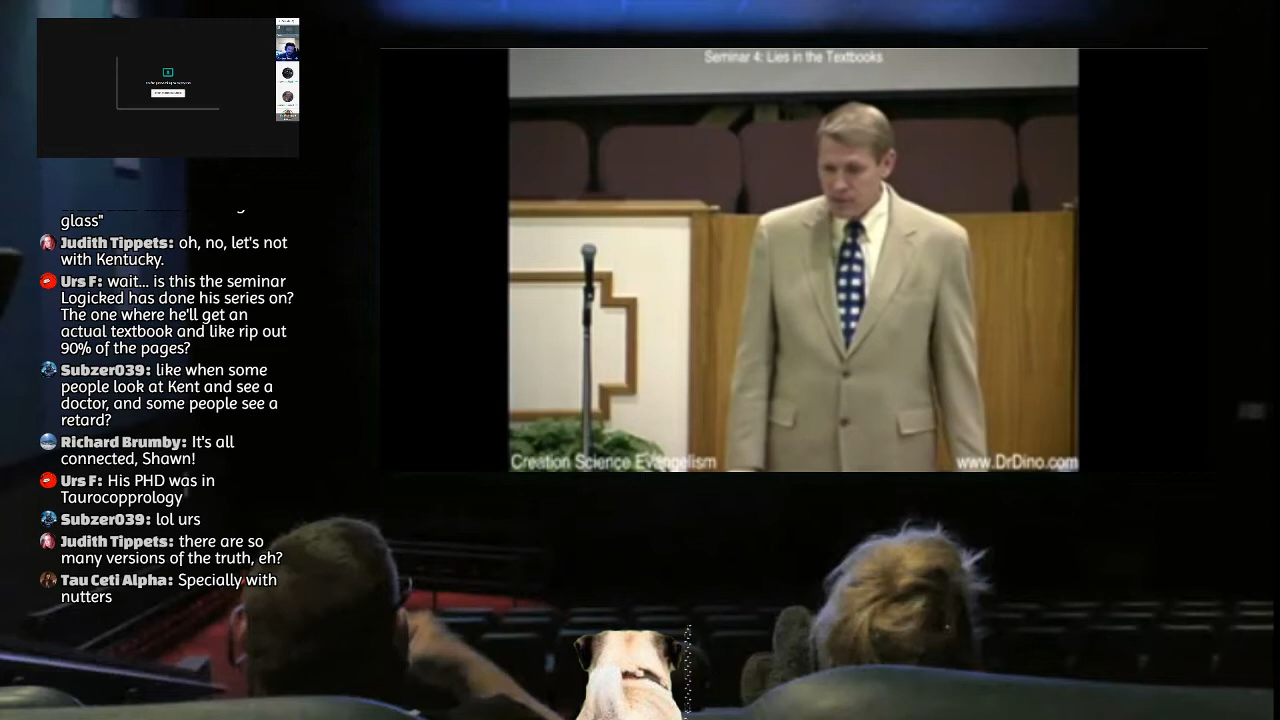 Seminar 4: Lies in the Textbooks
glass"
Judith Tippets: oh, no, let's not
with Kentucky.
Urs F: wait... is this the seminar
Logicked has done his series on?
The one where he'll get an
actual textbook and like rip out
90% of the pages?
Subzer039: like when some
people look at Kent and see a
doctor, and some people see a
retard?
Richard Brumby: It's all
connected, Shawn!
Urs F: His PHD was in
Taurocopprology
Subzer039: lol urs
Judith Tippets: there are so
many versions of the truth, eh?
Tau Ceti Alpha: Specially with
nutters
Creation Science Evangelism
www.DrDino.com